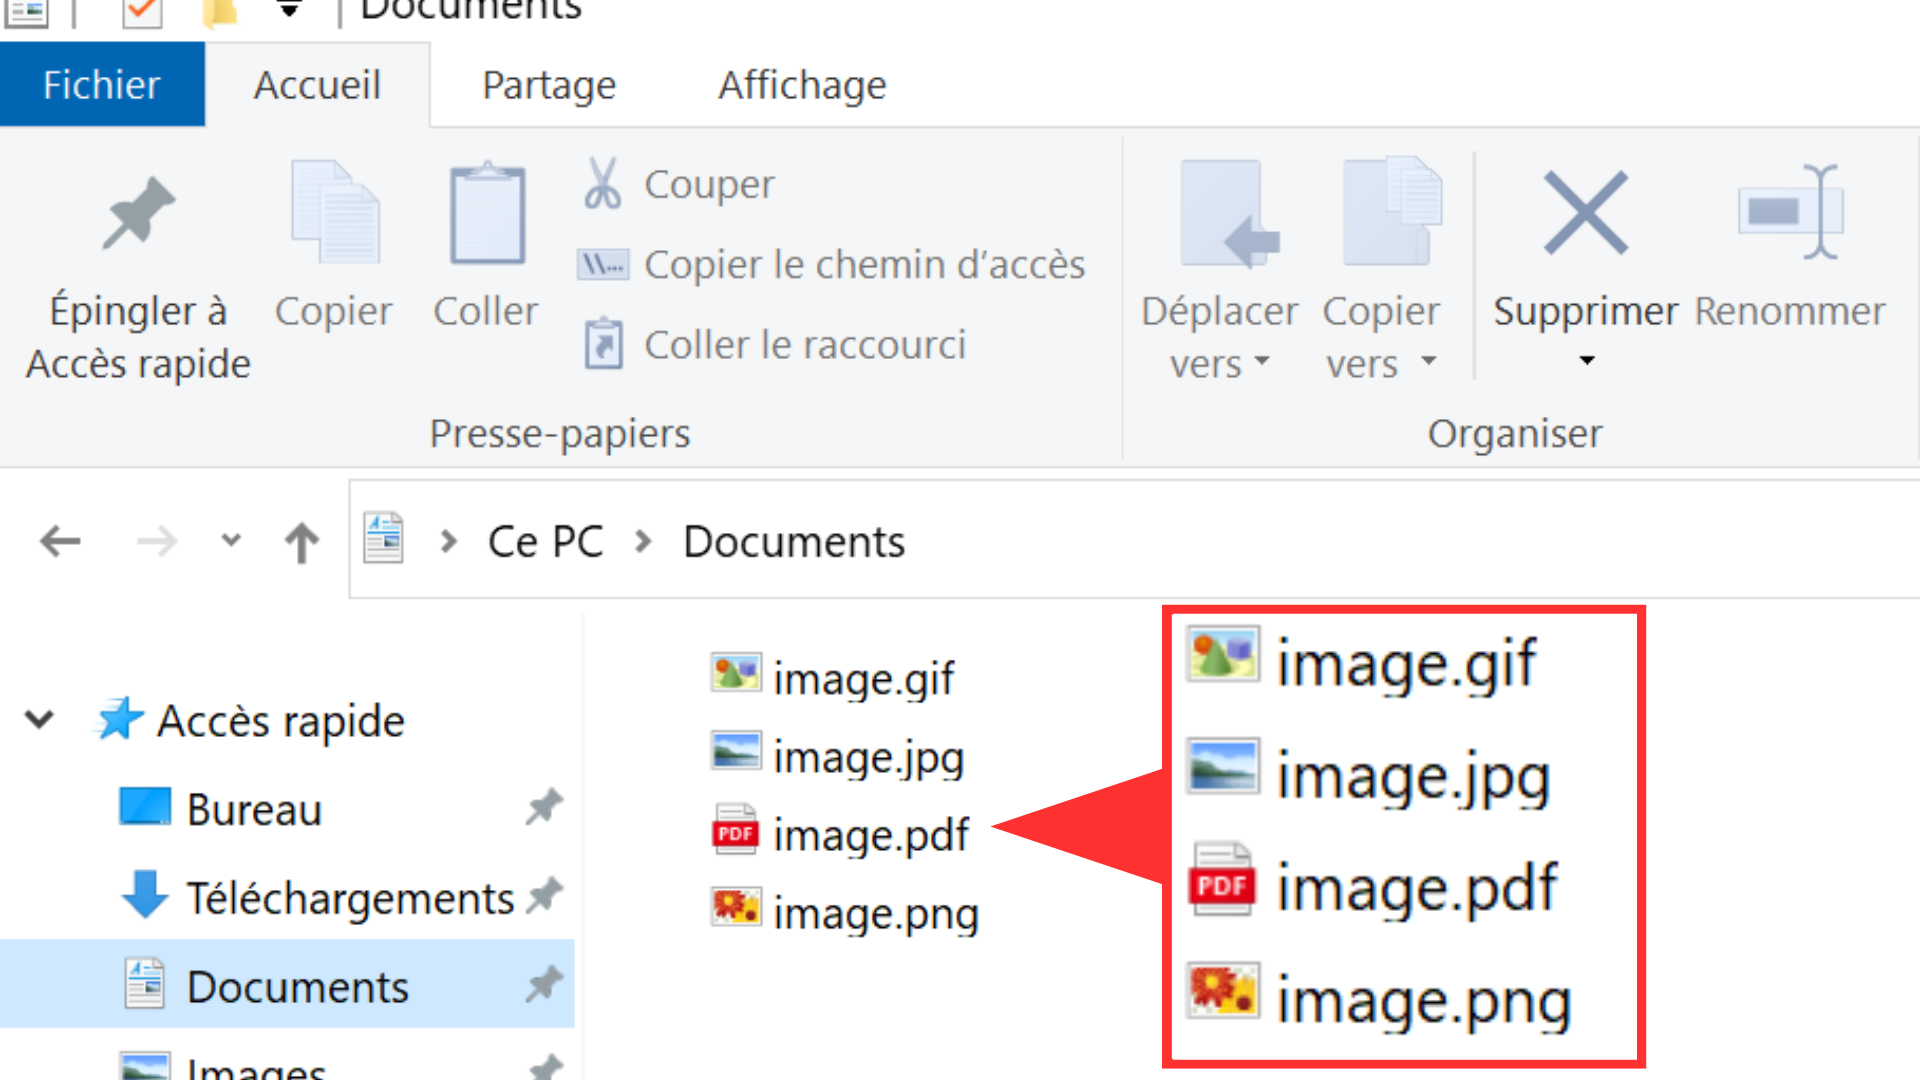 Documents
Fichier Accueil Partage Affichage
Couper
Copier le chemin d'accès
Coller le raccourci
Épingler à
Accès rapide
Copier
Coller
Presse-papiers
Déplacer
vers
Copier
vers
Supprimer
Renommer
Organiser
Ce PC Documents
Accès rapide
Bureau
Téléchargements
Documents
Images
image.gif
image.jpg
PDF image.pdf
image.png
image.gif
image.jpg
PDF image.pdf
image.png